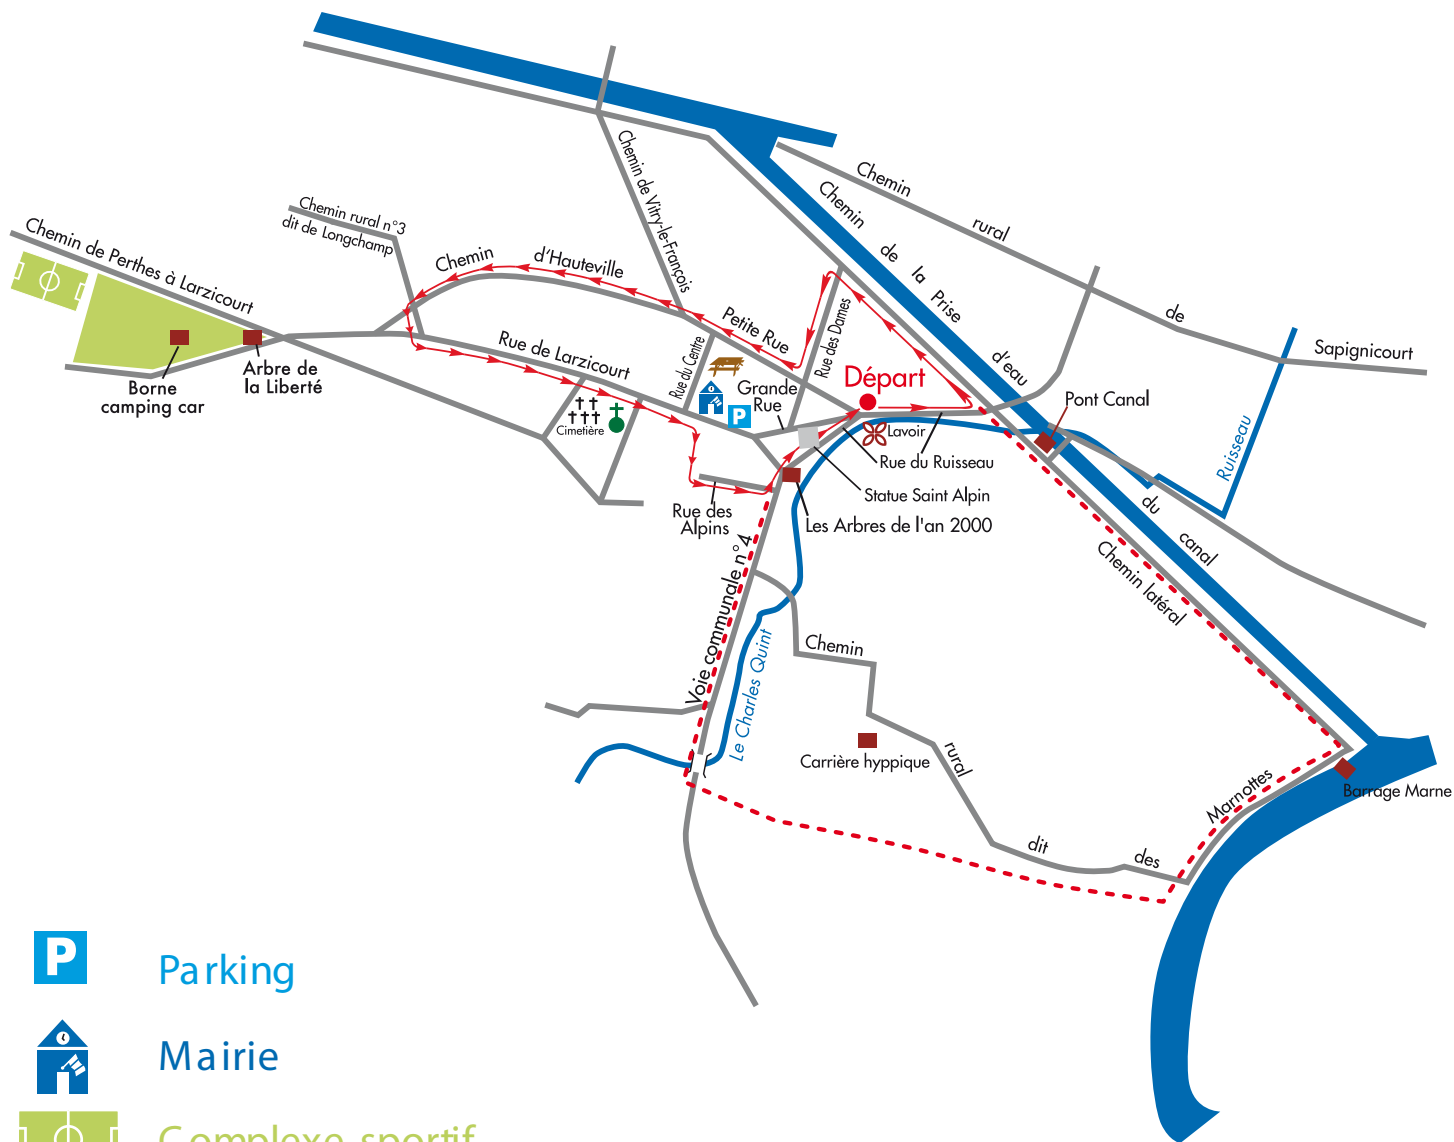 Chemin de Vitry-le-François
Chemin
rural
de
Sapignicourt
Chemin
de
la
Prise
d'eau
du
canal
Chemin rural n°3
dit de Longchamp
Chemin de Perthes à Larzicourt
Chemin
d'Hauteville
Petite Rue
Rue des Dames
Rue de Larzicourt
Rue du Centre
Départ
Grande
Rue
P
Borne
camping car
Arbre de
la Liberté
Cimetière
Lavoir
Pont Canal
Ruisseau
Rue du Ruisseau
Statue Saint Alpin
Les Arbres de l'an 2000
Rue des
Alpins
Voie communale n°4
Chemin latéral
Le Charles Quint
Chemin
rural
dit
des
Marnottes
Carrière hyppique
Barrage Marne
P
Parking
Mairie
Complexe sportif